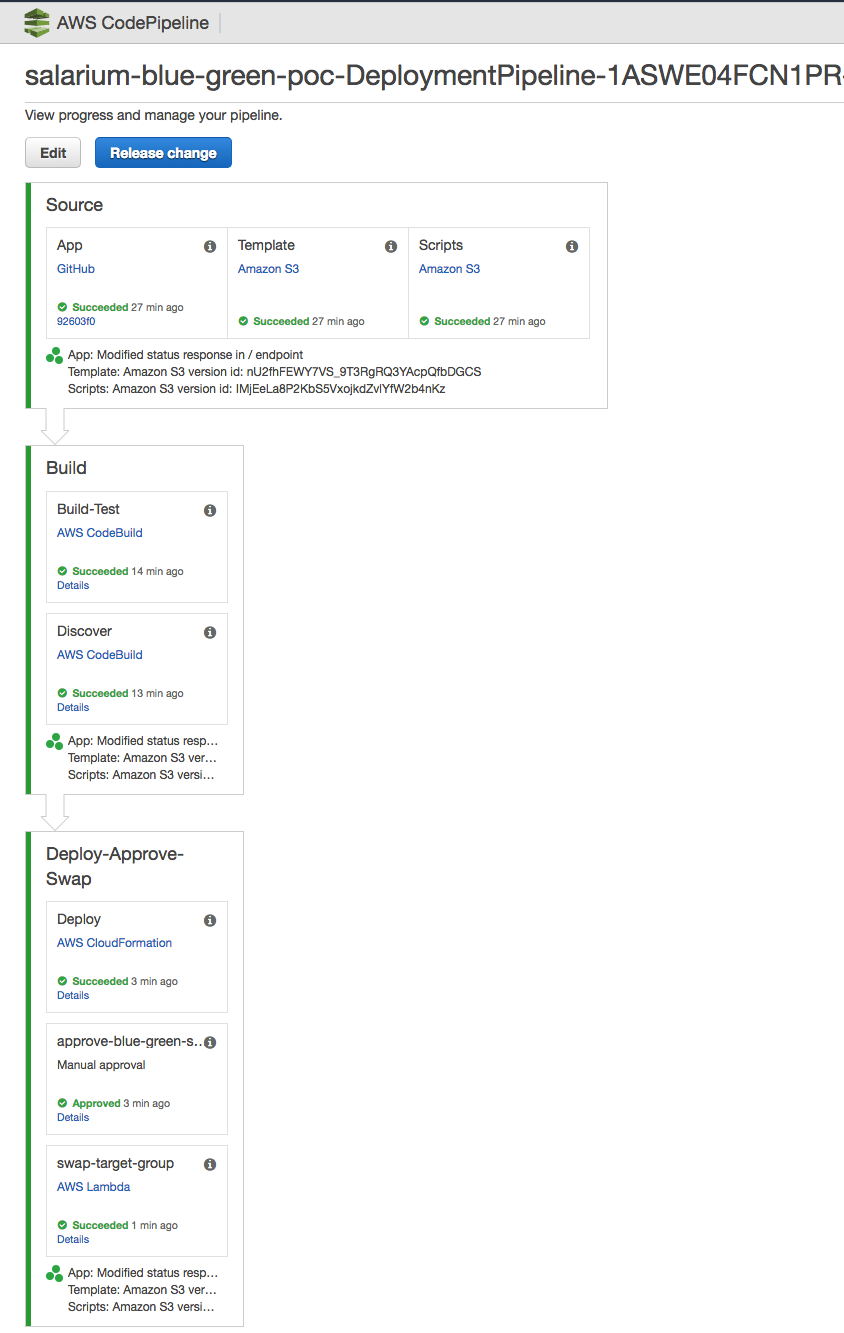 AWS CodePipeline
salarium-blue-green-poc-DeploymentPipeline-1ASWE04FCN1PR-
View progress and manage your pipeline.
Edit
Release change
Source
App
GitHub
Succeeded 27 min ago
92603f0
Template
Amazon S3
Succeeded 27 min ago
Scripts
Amazon S3
Succeeded 27 min ago
App: Modified status response in / endpoint
Template: Amazon S3 version id: nU2fhFEWY7VS_9T3RgRQ3YAcpQfbDGCS
Scripts: Amazon S3 version id: IMjEeLa8P2KbS5VxojkdZvlYfW2b4nKz
Build
Build-Test
AWS CodeBuild
Succeeded 14 min ago
Details
Discover
AWS CodeBuild
Succeeded 13 min ago
Details
App: Modified status resp…
Template: Amazon S3 ver…
Scripts: Amazon S3 versi…
Deploy-Approve-
Swap
Deploy
AWS CloudFormation
Succeeded 3 min ago
Details
approve-blue-green-s..
Manual approval
Approved 3 min ago
Details
swap-target-group
AWS Lambda
Succeeded 1 min ago
Details
App: Modified status resp…
Template: Amazon S3 ver…
Scripts: Amazon S3 versi…